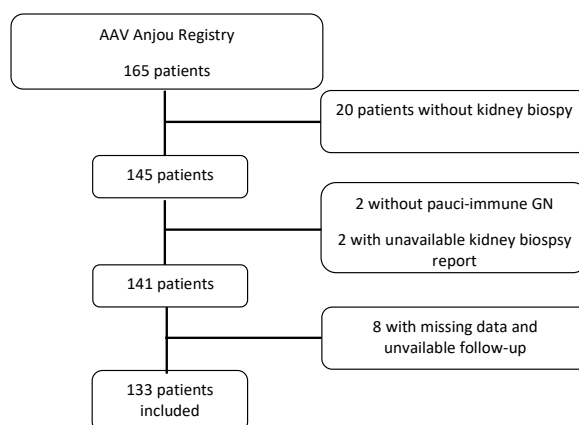 AAV Anjou Registry
165 patients
20 patients without kidney biospy
145 patients
2 without pauci-immune GN
2 with unavailable kidney biospsy
report
141 patients
8 with missing data and
unvailable follow-up
133 patients
included